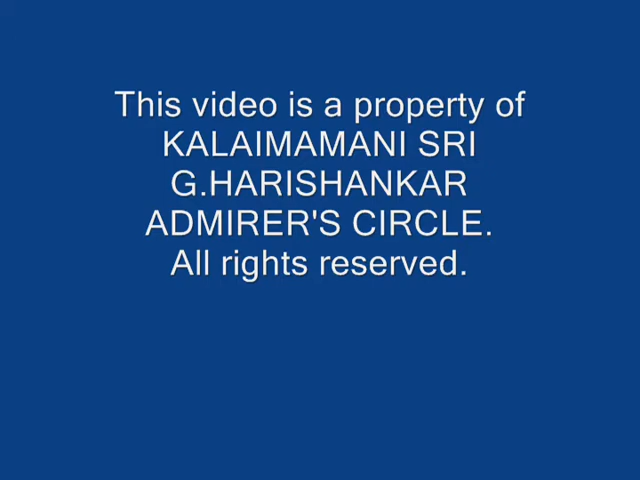 This video is a property of
KALAIMAMANI SRI
G.HARISHANKAR
ADMIRER'S CIRCLE.
All rights reserved.